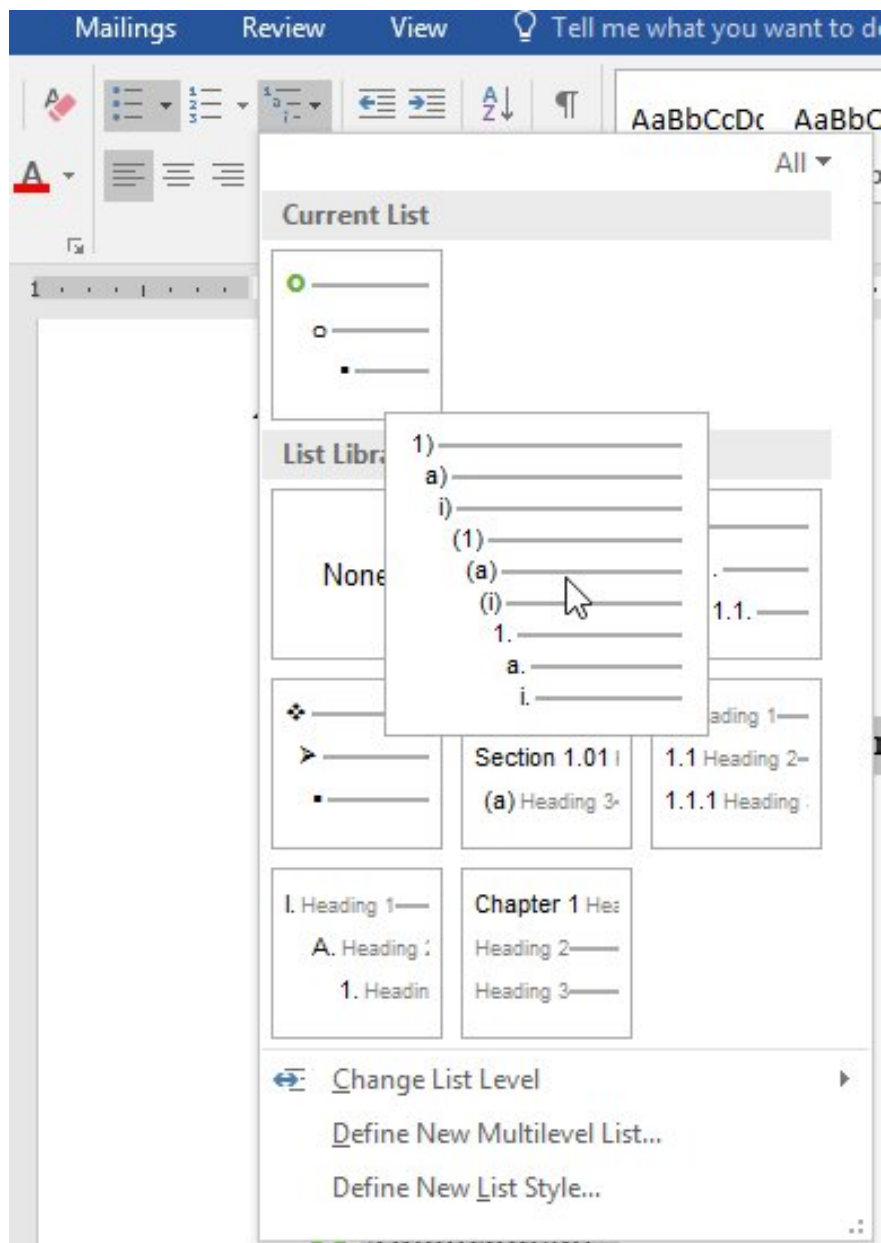 Mailings Review View Tell me what you want to d
AaBbCcDc AaBbC
All
Current List
List Libra
None
1)
a)
i)
(1)
(a)
(i)
1.
a.
i.
1.1.
Section 1.01
(a) Heading 3
ading 1
1.1 Heading 2
1.1.1 Heading
I. Heading 1
A. Heading 2
1. Headin
Chapter 1 Hea
Heading 2
Heading 3
Change List Level
Define New Multilevel List...
Define New List Style...